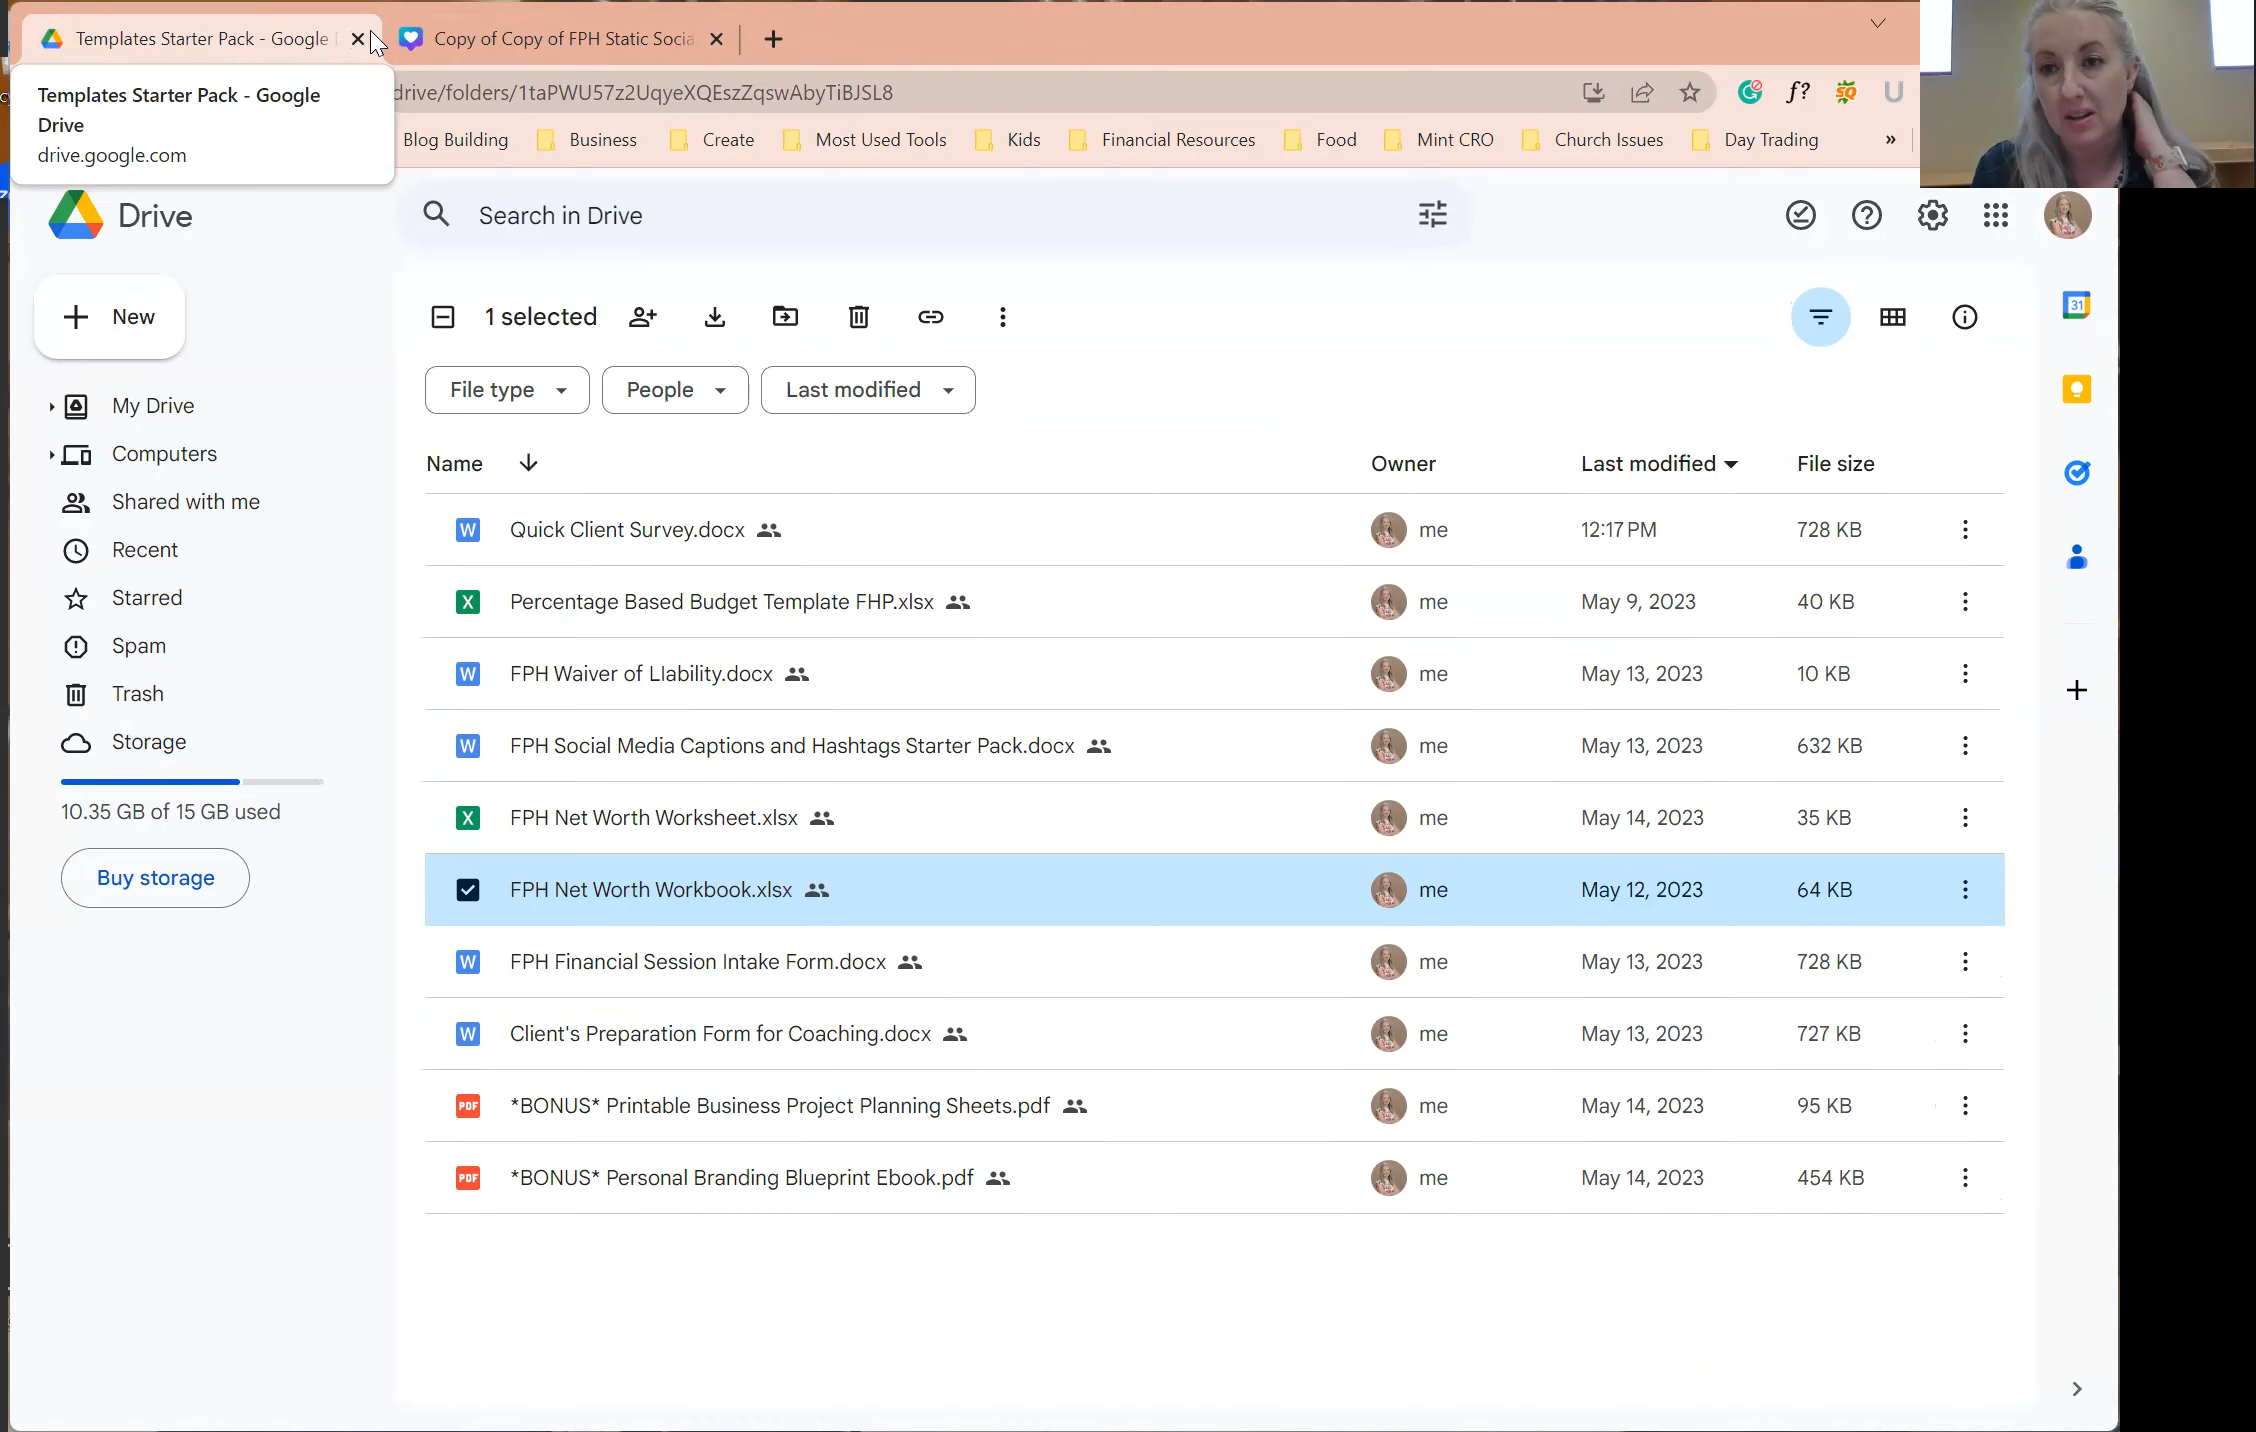 Templates Starter Pack - Google
Copy of Copy of FPH Static Socia
Templates Starter Pack - Google
Drive
drive.google.com
drive/folders/1taPWU57z2UqyeXQEszZqswAbyTiBJSL8
f?
SQ
U
Blog Building
Business
Create
Most Used Tools
Kids
Financial Resources
Food
Mint CRO
Church Issues
Day Trading
»
Drive
Search in Drive
New
1 selected
31
File type
People
Last modified
My Drive
Computers
Shared with me
Recent
Starred
Spam
Trash
Storage
10.35 GB of 15 GB used
Buy storage
Name Owner Last modified File size
W Quick Client Survey.docx me 12:17 PM 728 KB
X Percentage Based Budget Template FHP.xlsx me May 9, 2023 40 KB
W FPH Waiver of LIability.docx me May 13, 2023 10 KB
W FPH Social Media Captions and Hashtags Starter Pack.docx me May 13, 2023 632 KB
X FPH Net Worth Worksheet.xlsx me May 14, 2023 35 KB
FPH Net Worth Workbook.xlsx me May 12, 2023 64 KB
W FPH Financial Session Intake Form.docx me May 13, 2023 728 KB
W Client's Preparation Form for Coaching.docx me May 13, 2023 727 KB
PDF *BONUS* Printable Business Project Planning Sheets.pdf me May 14, 2023 95 KB
PDF *BONUS* Personal Branding Blueprint Ebook.pdf me May 14, 2023 454 KB